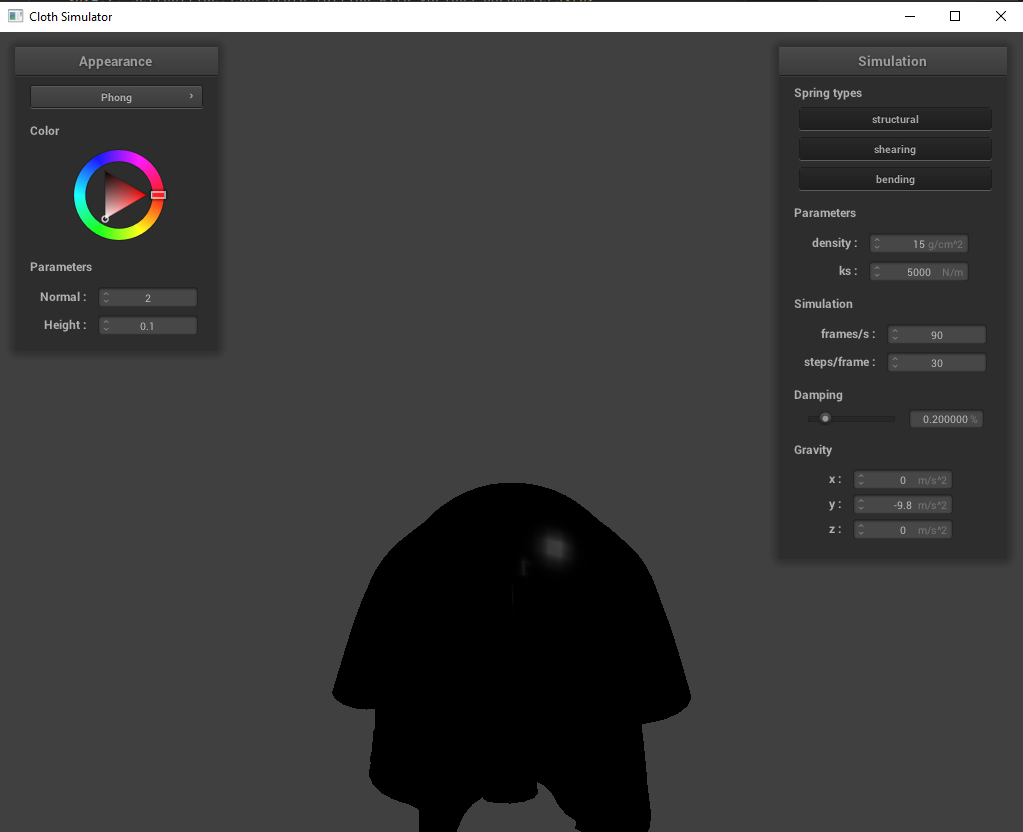 Cloth Simulator
Appearance
Phong
Color
Parameters
Normal :
2
Height :
0.1
Simulation
Spring types
structural
shearing
bending
Parameters
density :
15 g/cm^2
ks :
5000 N/m
Simulation
frames/s :
90
steps/frame :
30
Damping
0.200000 %
Gravity
x :
0 m/s^2
y :
-9.8 m/s^2
z :
0 m/s^2